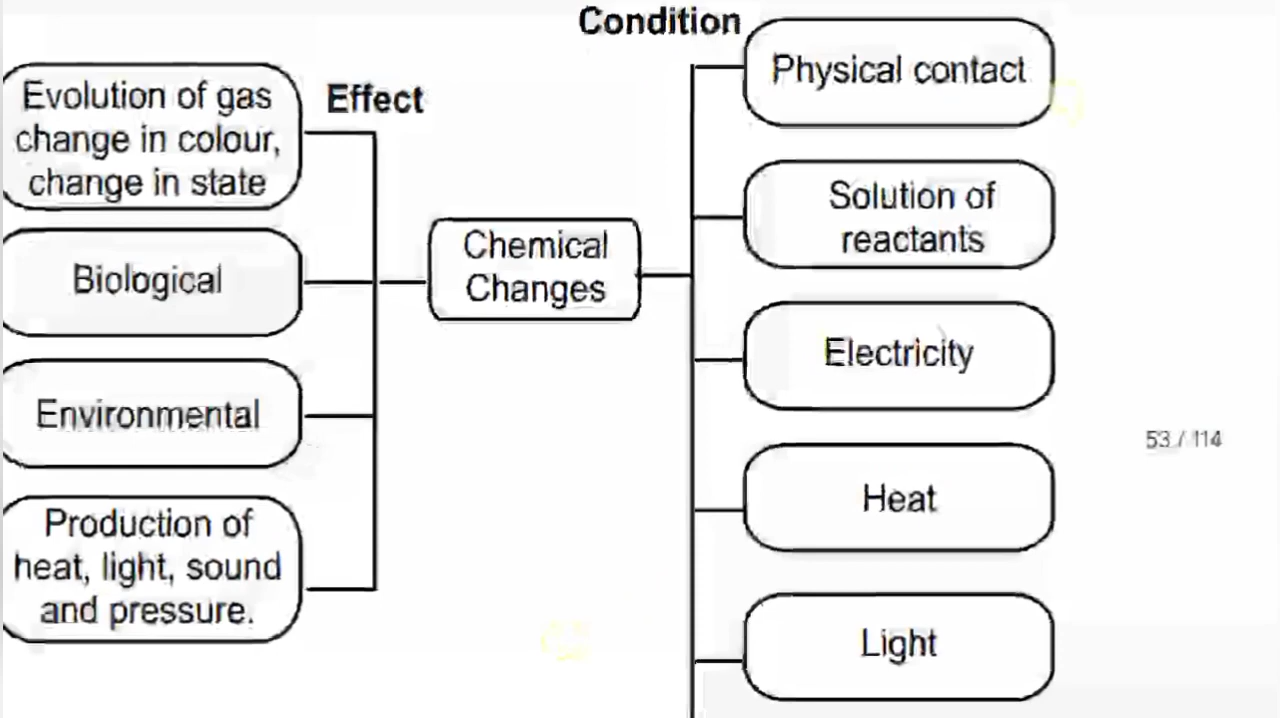 Condition
Physical contact
Evolution of gas
change in colour,
change in state
Effect
Solution of
reactants
Chemical
Changes
Biological
Electricity
Environmental
53 / 114
Heat
Production of
heat, light, sound
and pressure.
Light